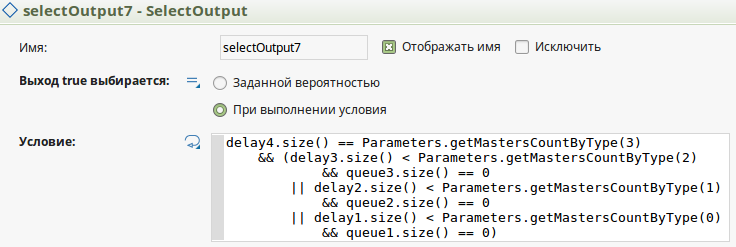 selectOutput7 - SelectOutput
Имя: selectOutput7 Отображать имя Исключить
Выход true выбирается: Заданной вероятностью
При выполнении условия
Условие: delay4.size() == Parameters.getMastersCountByType(3)
&& (delay3.size() < Parameters.getMastersCountByType(2)
&& queue3.size() == 0
|| delay2.size() < Parameters.getMastersCountByType(1)
&& queue2.size() == 0
|| delay1.size() < Parameters.getMastersCountByType(0)
&& queue1.size() == 0)